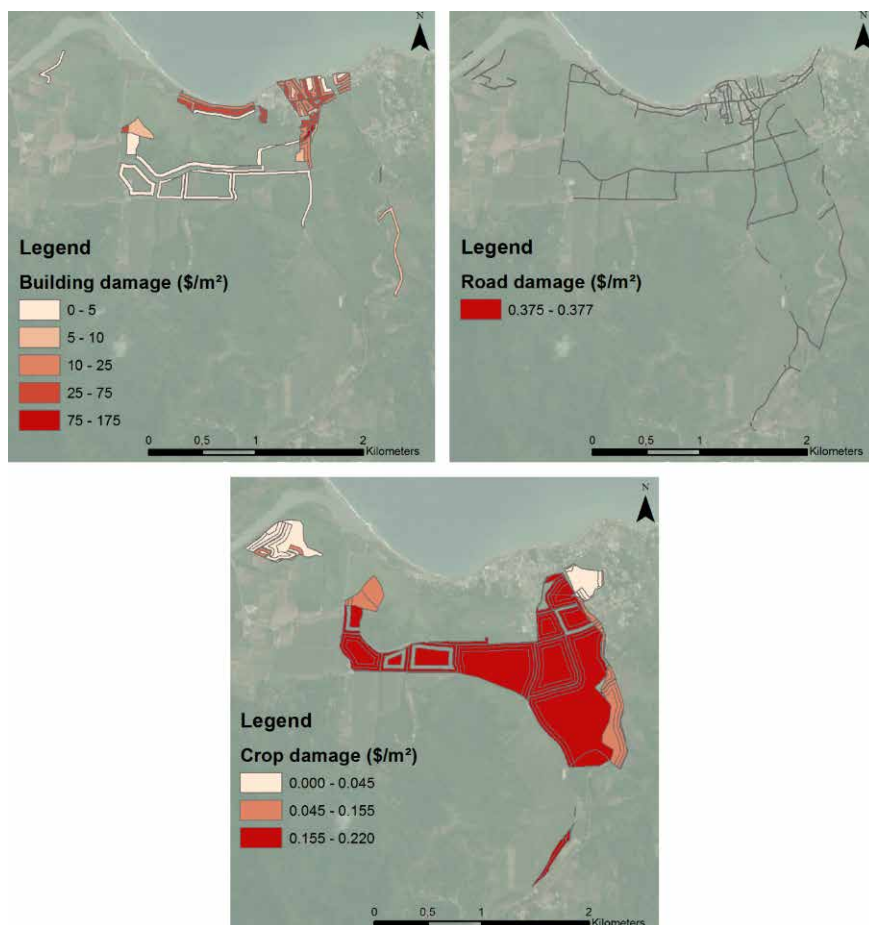 N
Legend
Building damage ($/m²)
0 - 5
5 - 10
10 - 25
25 - 75
75 - 175
0 0,5 1 2
Kilometers
N
Legend
Road damage ($/m²)
0.375 - 0.377
0 0,5 1 2
Kilometers
N
Legend
Crop damage ($/m²)
0.000 - 0.045
0.045 - 0.155
0.155 - 0.220
0 0,5 1 2
Kilometers